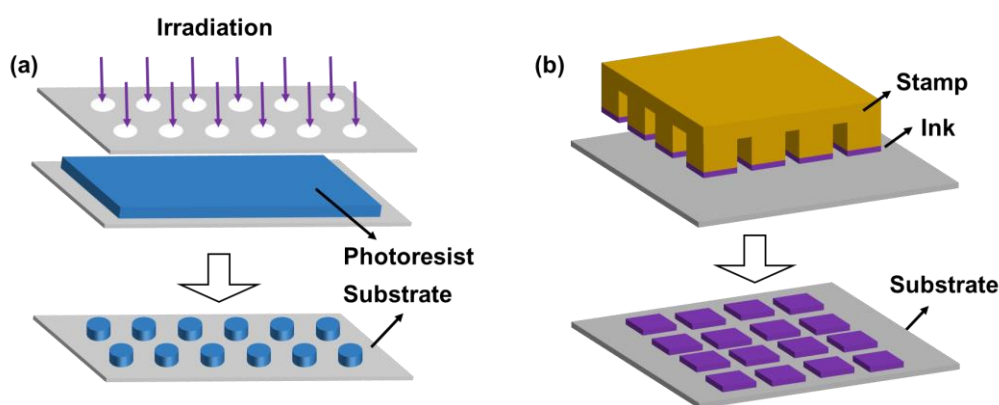 Irradiation
(a)
Photoresist
Substrate
(b)
Stamp
Ink
Substrate